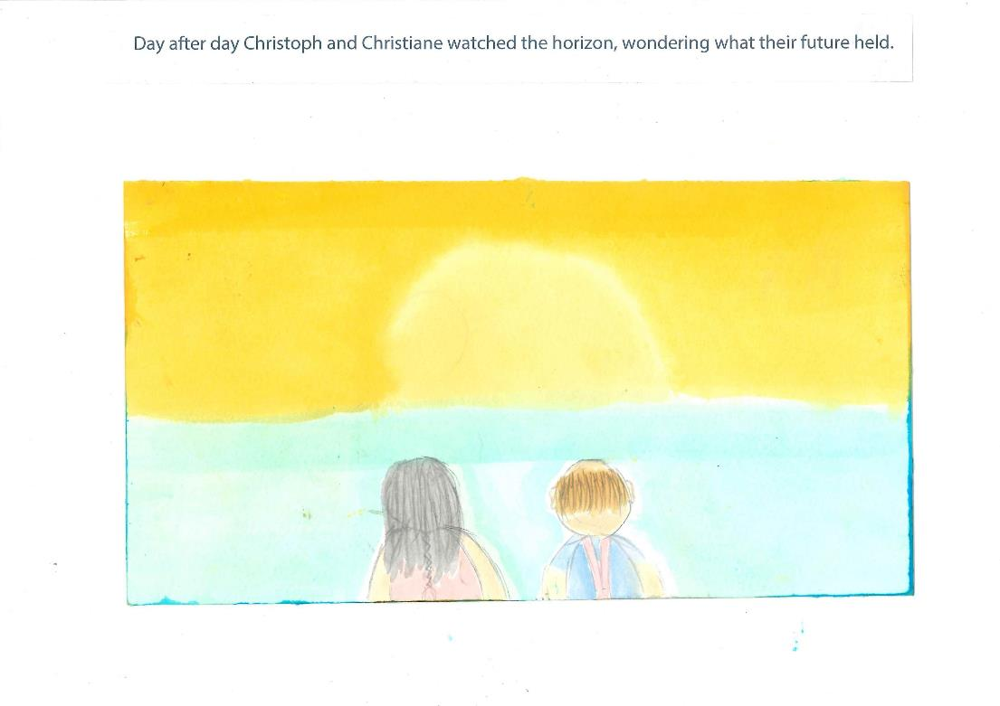 Day after day Christoph and Christiane watched the horizon, wondering what their future held.